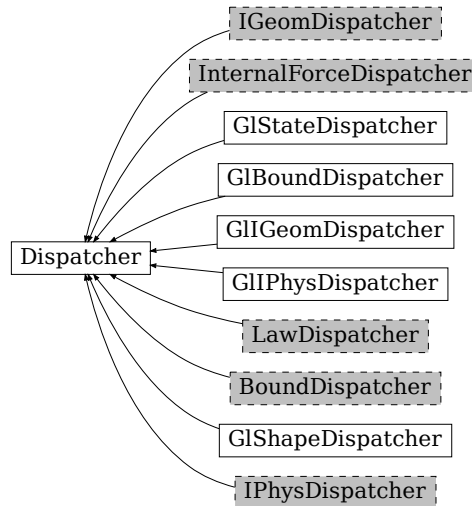 IGeomDispatcher
InternalForceDispatcher
GlStateDispatcher
GlBoundDispatcher
GlIGeomDispatcher
Dispatcher
GlIPhysDispatcher
LawDispatcher
BoundDispatcher
GlShapeDispatcher
IPhysDispatcher